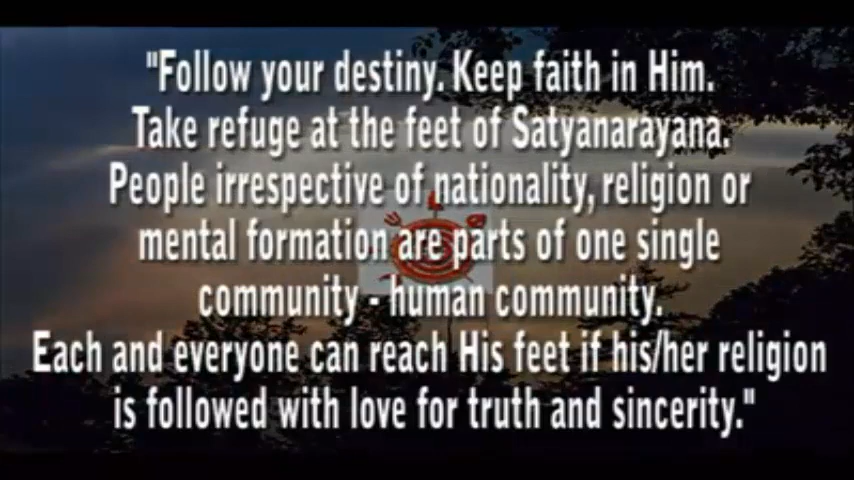 "Follow your destiny. Keep faith in Him.
Take refuge at the feet of Satyanarayana.
People irrespective of nationality, religion or
mental formation are parts of one single
community - human community.
Each and everyone can reach His feet if his/her religion
is followed with love for truth and sincerity."